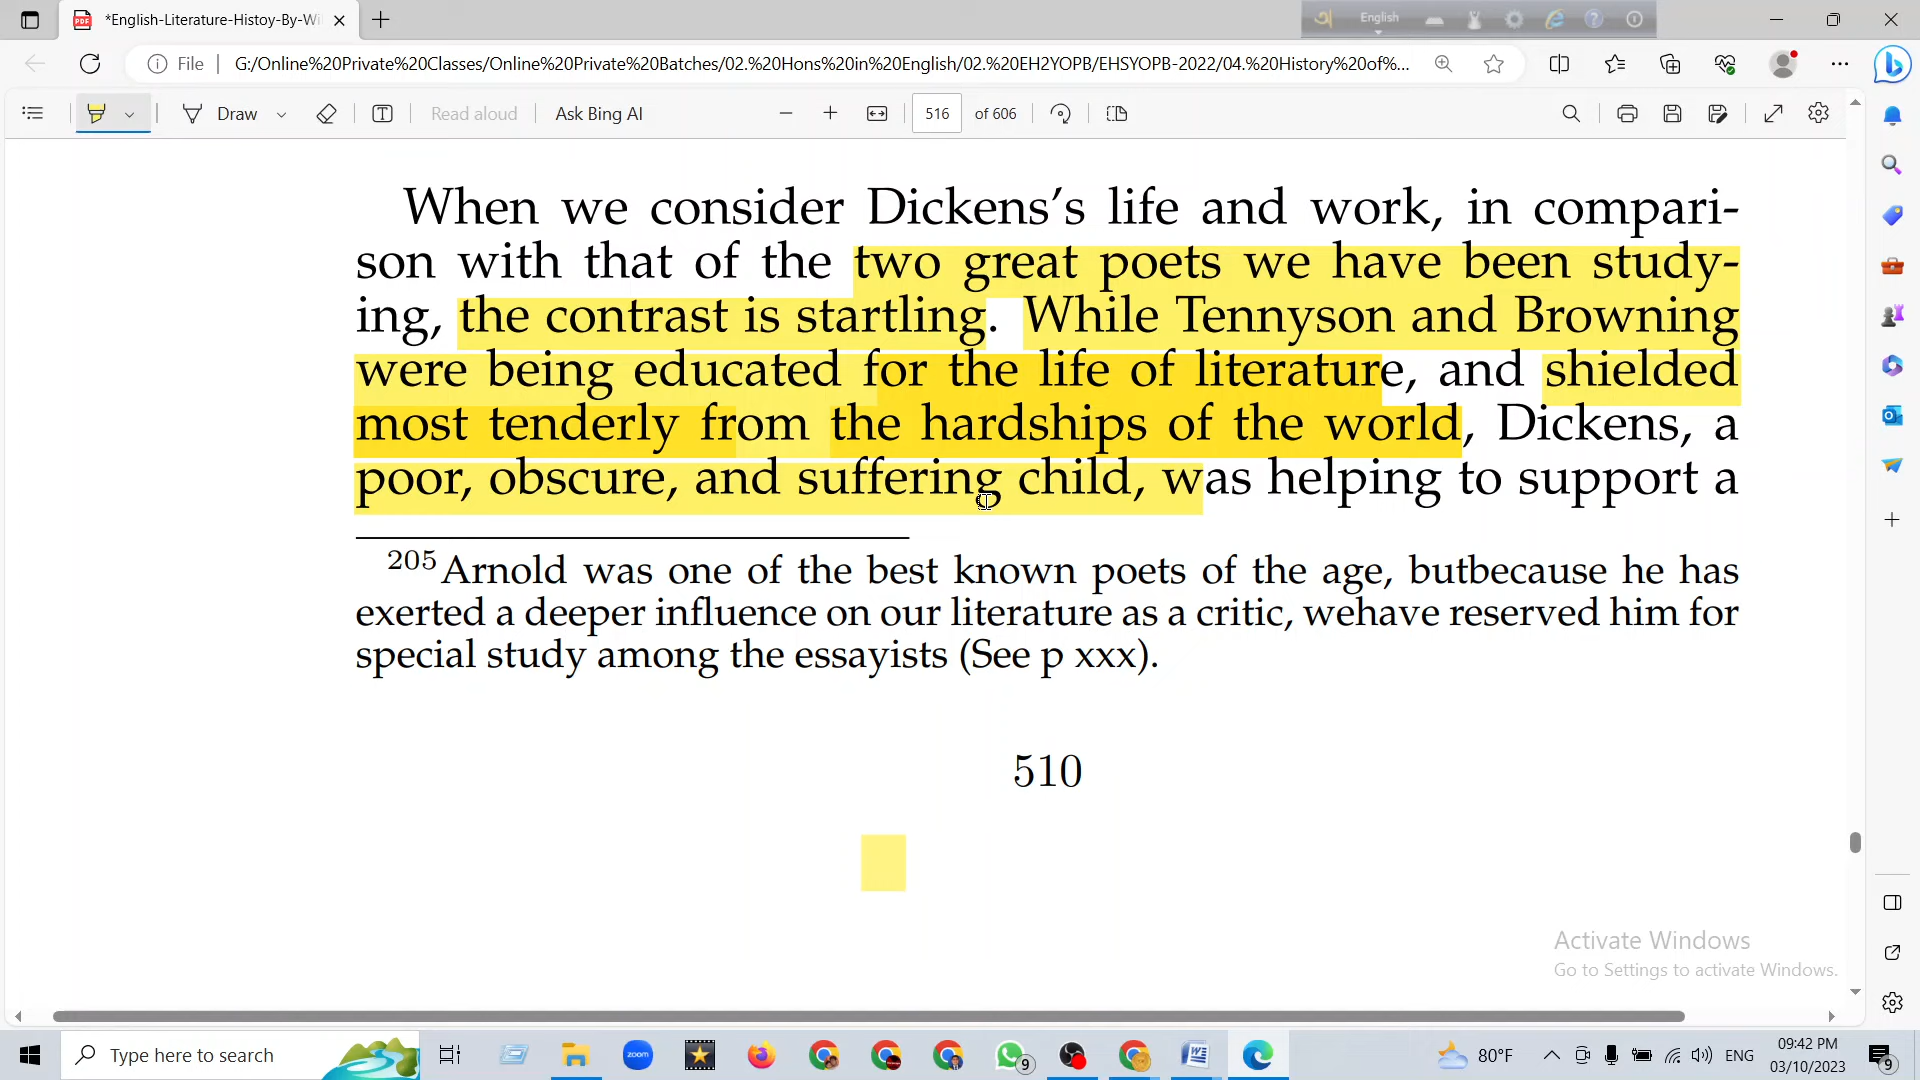 *English-Literature-Histoy-By-Wi
English
File
G:/Online%20Private%20Classes/Online%20Private%20Batches/02.%20Hons%20in%20English/02.%20EH2YOPB/EHSYOPB-2022/04.%20History%20of%...
Draw
Read aloud
Ask Bing AI
516 of 606
When we consider Dickens’s life and work, in compari-
son with that of the two great poets we have been study-
ing, the contrast is startling. While Tennyson and Browning
were being educated for the life of literature, and shielded
most tenderly from the hardships of the world, Dickens, a
poor, obscure, and suffering child, was helping to support a
205 Arnold was one of the best known poets of the age, butbecause he has
exerted a deeper influence on our literature as a critic, wehave reserved him for
special study among the essayists (See p xxx).
510
Activate Windows
Go to Settings to activate Windows.
Type here to search
zoom
9
80°F
ENG
09:42 PM
03/10/2023
9